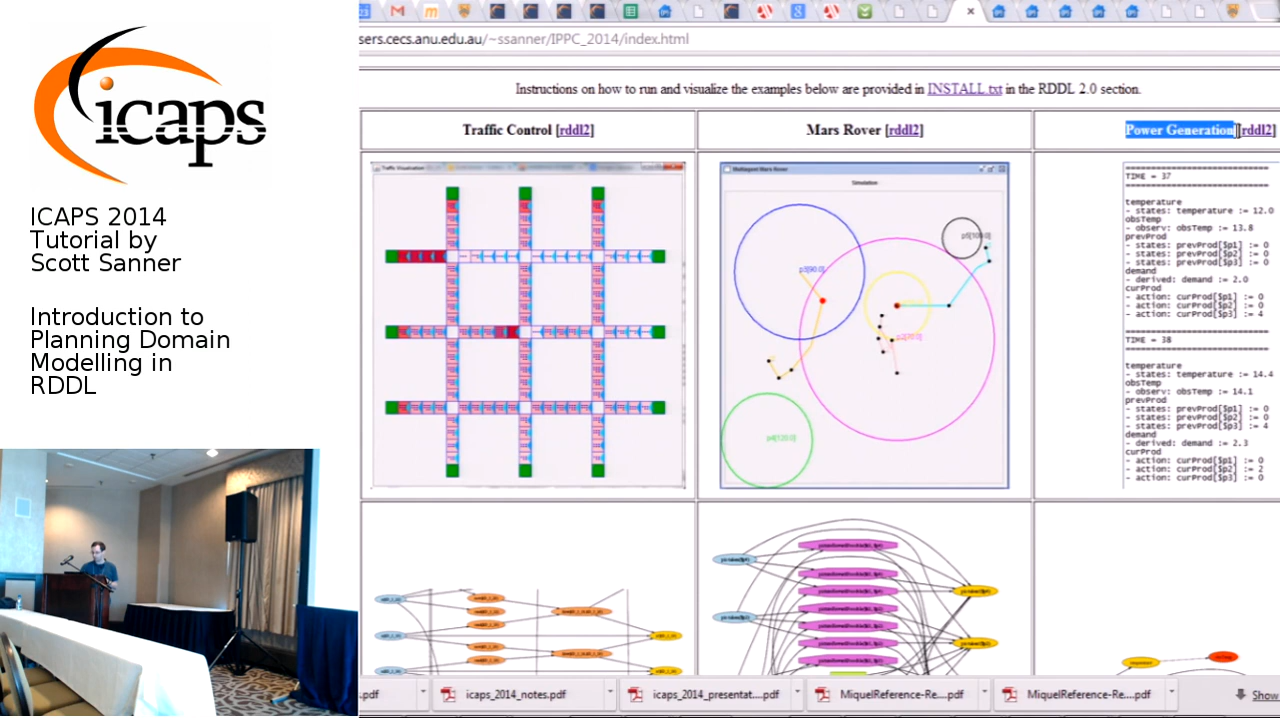 icaps
ICAPS 2014
Tutorial by
Scott Sanner
Introduction to
Planning Domain
Modelling in
RDDL
sers.cecs.anu.edu.au/~ssanner/IPPC_2014/index.html
Instructions on how to run and visualize the examples below are provided in INSTALL.txt in the RDDL 2.0 section.
Traffic Control [rddl2]
Mars Rover [rddl2]
Power Generation [rddl2]
Traffic Visualization
Multiagent Mars Rover
Simulation
TIME = 37
temperature
- states: temperature := 12.0
obsTemp
- observ: obsTemp := 13.8
prevProd
- states: prevProd[$p1] := 0
- states: prevProd[$p2] := 0
- states: prevProd[$p3] := 0
demand
- derived: demand := 2.0
curProd
- action: curProd[$p1] := 0
- action: curProd[$p2] := 0
- action: curProd[$p3] := 4
TIME = 38
temperature
- states: temperature := 14.4
obsTemp
- observ: obsTemp := 14.1
prevProd
- states: prevProd[$p1] := 0
- states: prevProd[$p2] := 0
- states: prevProd[$p3] := 4
demand
- derived: demand := 2.3
curProd
- action: curProd[$p1] := 0
- action: curProd[$p2] := 2
- action: curProd[$p3] := 0
.pdf
icaps_2014_notes.pdf
icaps_2014_presentat....pdf
MiquelReference-Re....pdf
MiquelReference-Re....pdf
Show